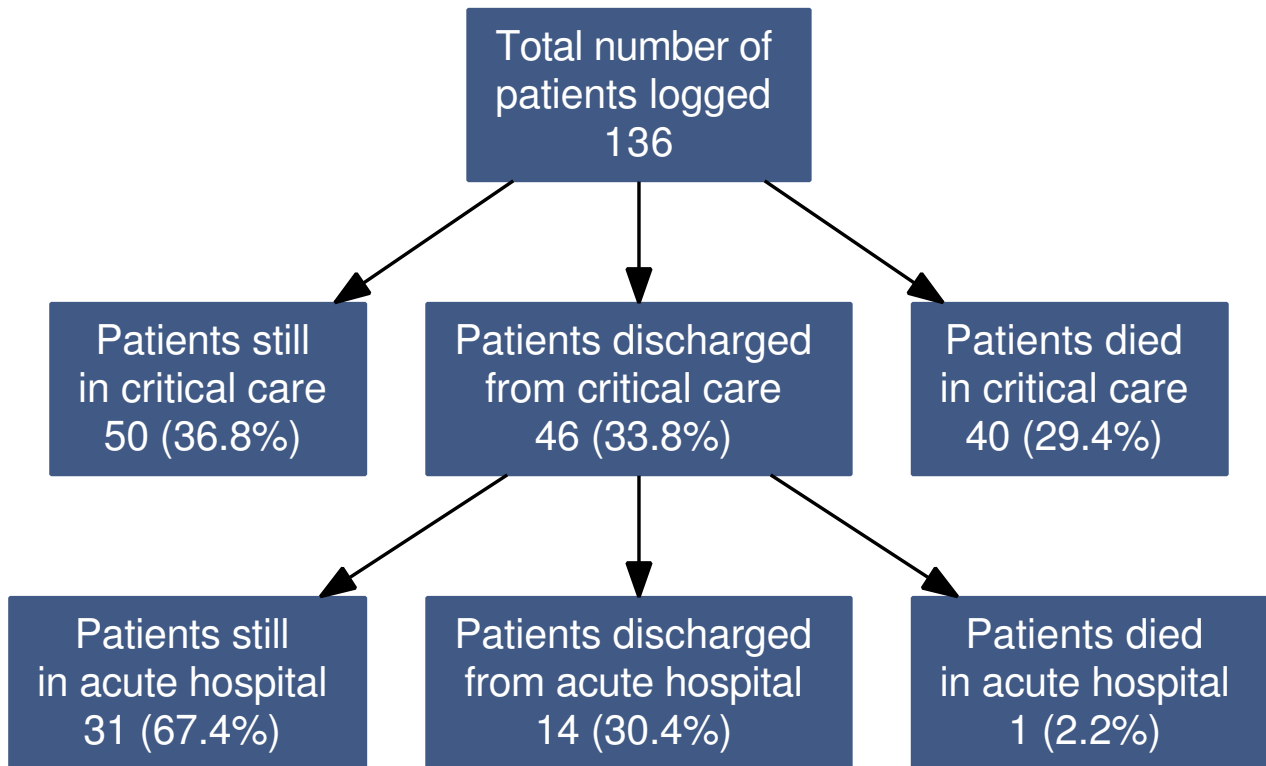 Total number of
patients logged
136
Patients still
in critical care
50 (36.8%)
Patients discharged
from critical care
46 (33.8%)
Patients died
in critical care
40 (29.4%)
Patients still
in acute hospital
31 (67.4%)
Patients discharged
from acute hospital
14 (30.4%)
Patients died
in acute hospital
1 (2.2%)